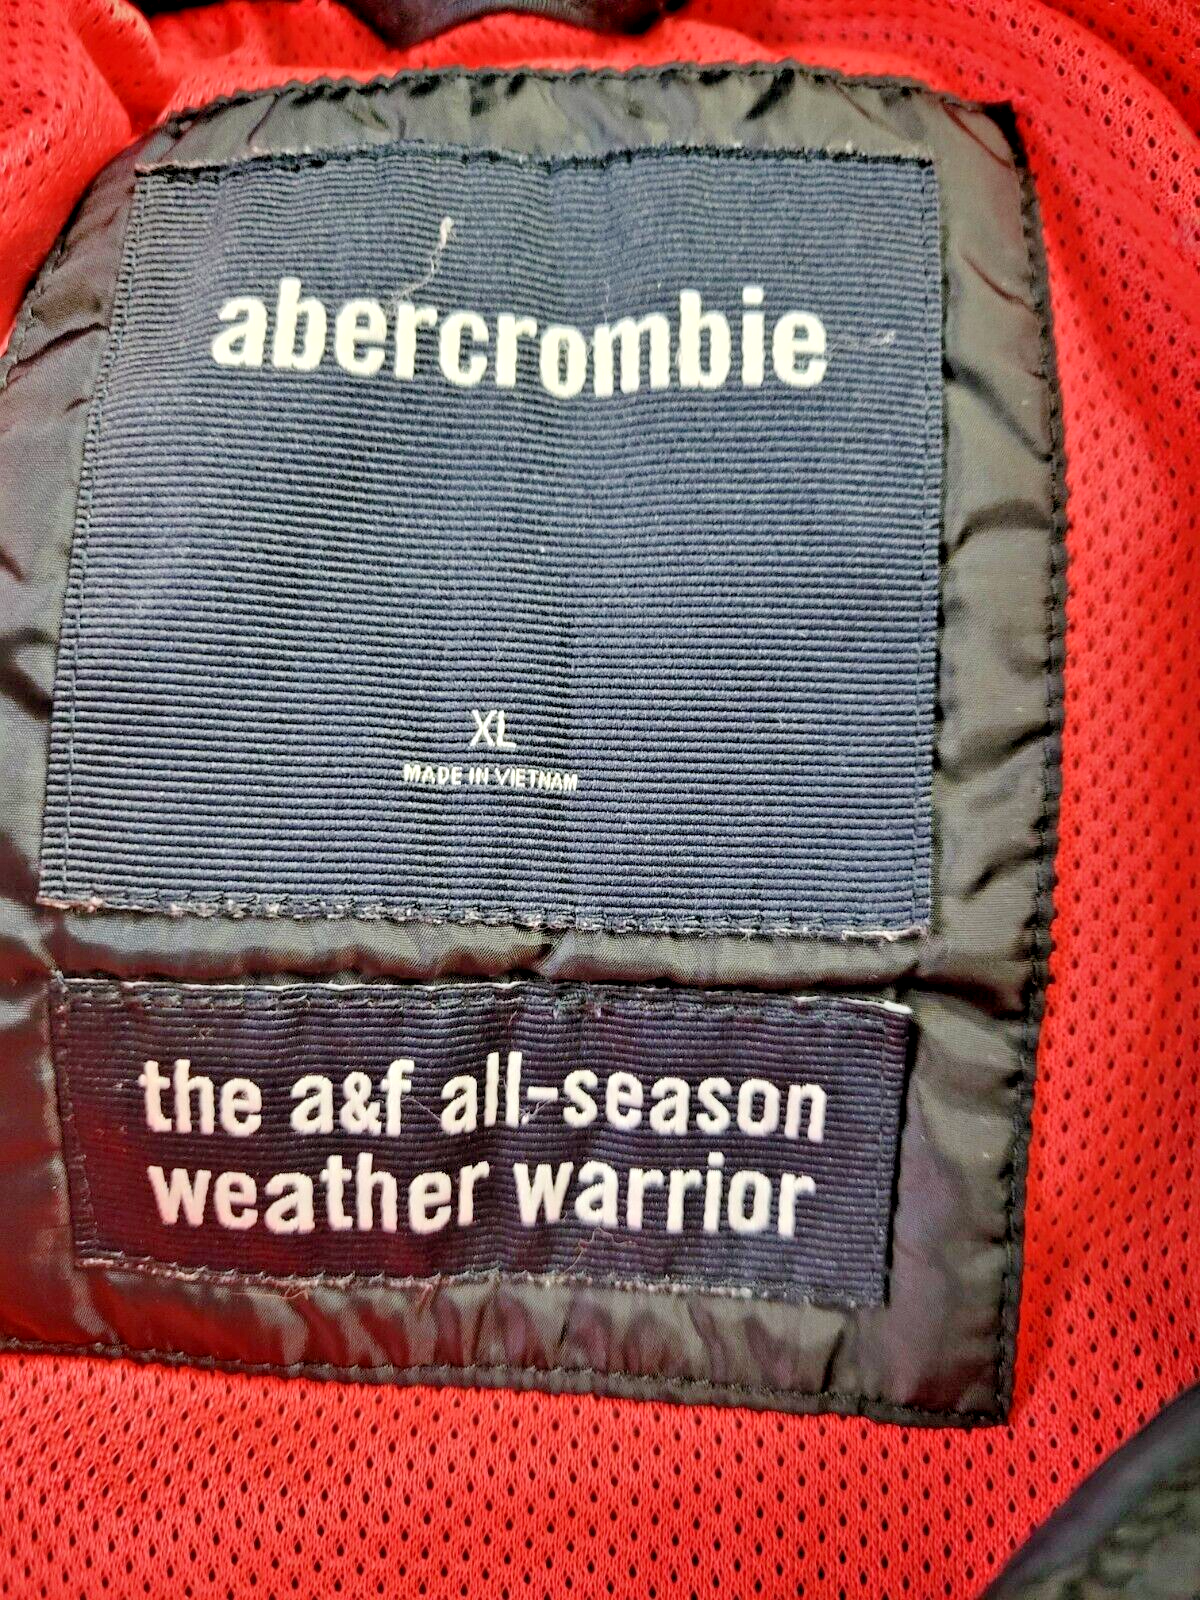 abercrombie
XL
MADE IN VIETNAM
the a&f all-season
weather warrior